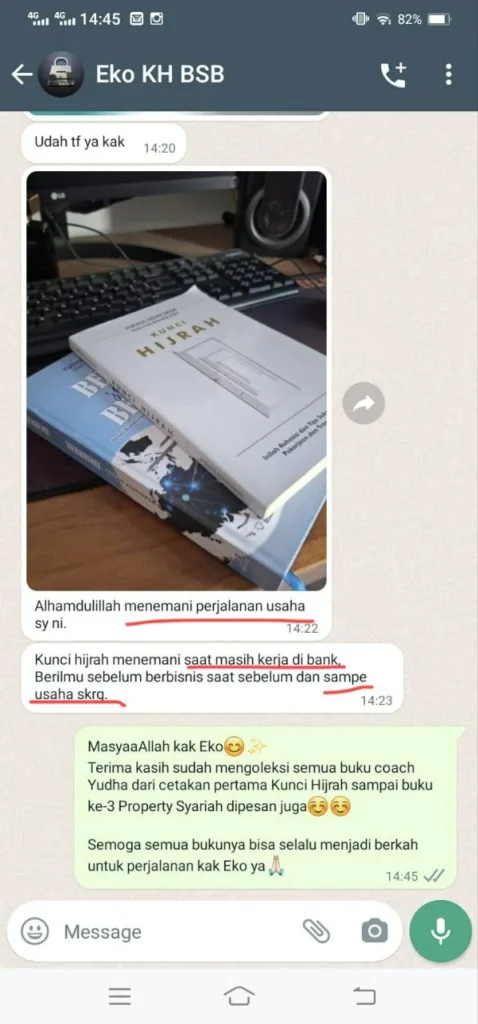 4G 4G 14:45 82%
Eko KH BSB
Udah tf ya kak 14:20
LG
KUNCI
HIJRAH
KUNCI HIJRAH
BERBISNIS
Alhamdulillah menemani perjalanan usaha
sy ni. 14:22
Kunci hijrah menemani saat masih kerja di bank,
Berilmu sebelum berbisnis saat sebelum dan sampe
usaha skrg. 14:23
MasyaaAllah kak Eko😊✨
Terima kasih sudah mengoleksi semua buku coach
Yudha dari cetakan pertama Kunci Hijrah sampai buku
ke-3 Property Syariah dipesan juga☺️☺️
Semoga semua bukunya bisa selalu menjadi berkah
untuk perjalanan kak Eko ya🙏🏻
14:45
Message